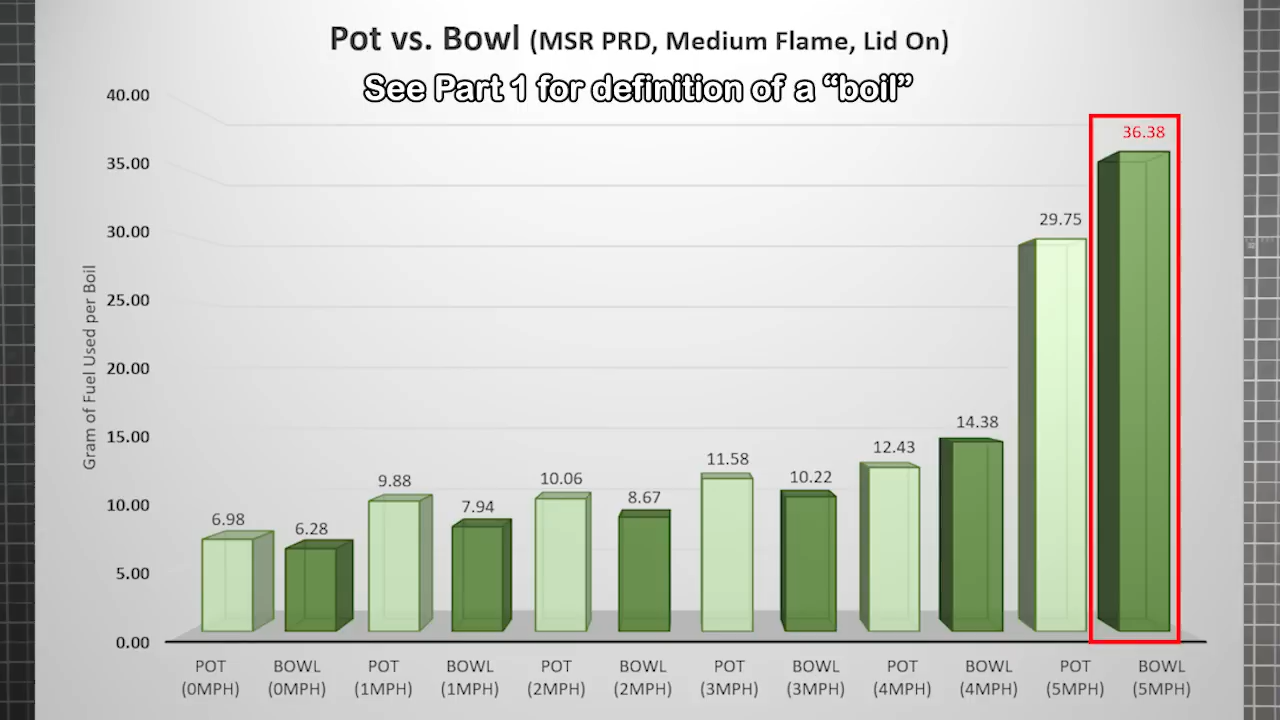 Pot vs. Bowl (MSR PRD, Medium Flame, Lid On)
See Part 1 for definition of a “boil”
Gram of Fuel Used per Boil
40.00
35.00
30.00
25.00
20.00
15.00
10.00
5.00
0.00
6.98
6.28
9.88
7.94
10.06
8.67
11.58
10.22
12.43
14.38
29.75
36.38
POT
(0MPH)
BOWL
(0MPH)
POT
(1MPH)
BOWL
(1MPH)
POT
(2MPH)
BOWL
(2MPH)
POT
(3MPH)
BOWL
(3MPH)
POT
(4MPH)
BOWL
(4MPH)
POT
(5MPH)
BOWL
(5MPH)